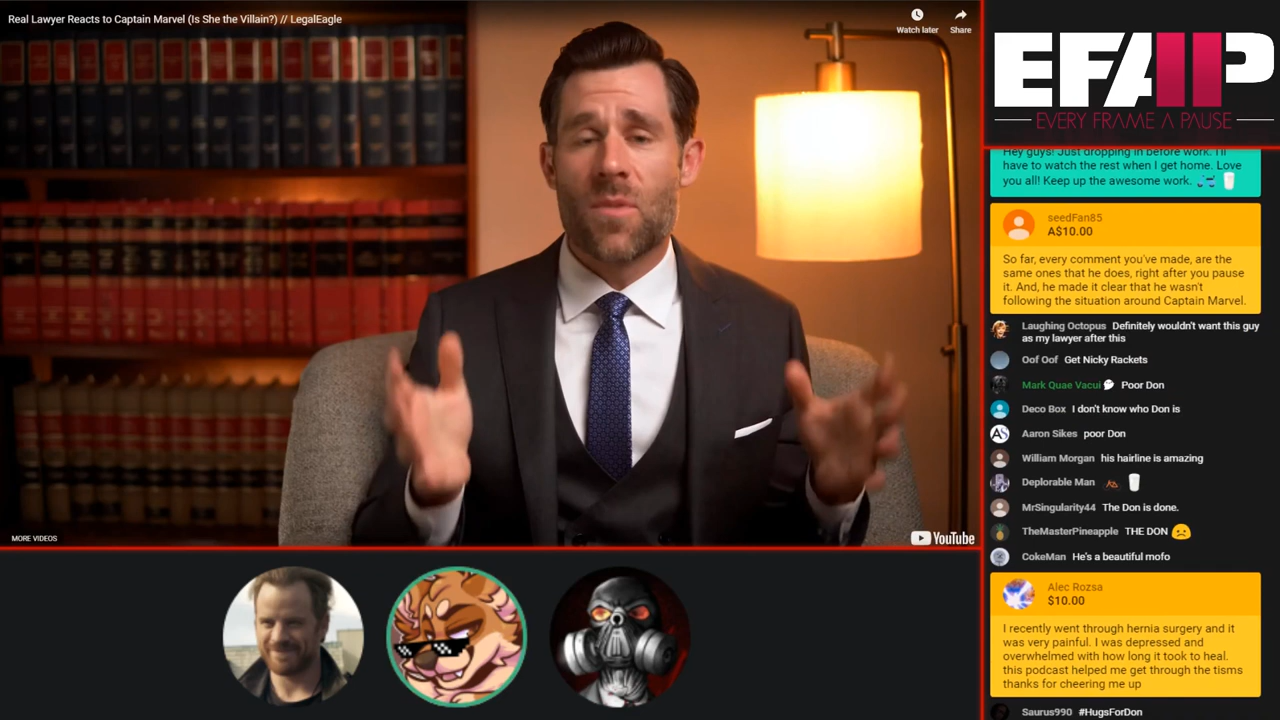 Real Lawyer Reacts to Captain Marvel (Is She the Villain?) // LegalEagle
Watch later
Share
MORE VIDEOS
YouTube
EFAP
EVERY FRAME A PAUSE
Hey guys! Just dropping in before work. I'll
have to watch the rest when I get home. Love
you all! Keep up the awesome work.
seedFan85
A$10.00
So far, every comment you've made, are the
same ones that he does, right after you pause
it. And, he made it clear that he wasn't
following the situation around Captain Marvel.
Laughing Octopus Definitely wouldn't want this guy
as my lawyer after this
Oof Oof Get Nicky Rackets
Mark Quae Vacui Poor Don
Deco Box I don't know who Don is
AS
Aaron Sikes poor Don
William Morgan his hairline is amazing
Deplorable Man
MrSingularity44 The Don is done.
TheMasterPineapple THE DON
CokeMan He's a beautiful mofo
Alec Rozsa
$10.00
I recently went through hernia surgery and it
was very painful. I was depressed and
overwhelmed with how long it took to heal.
this podcast helped me get through the tisms
thanks for cheering me up
Saurus990 #HugsForDon